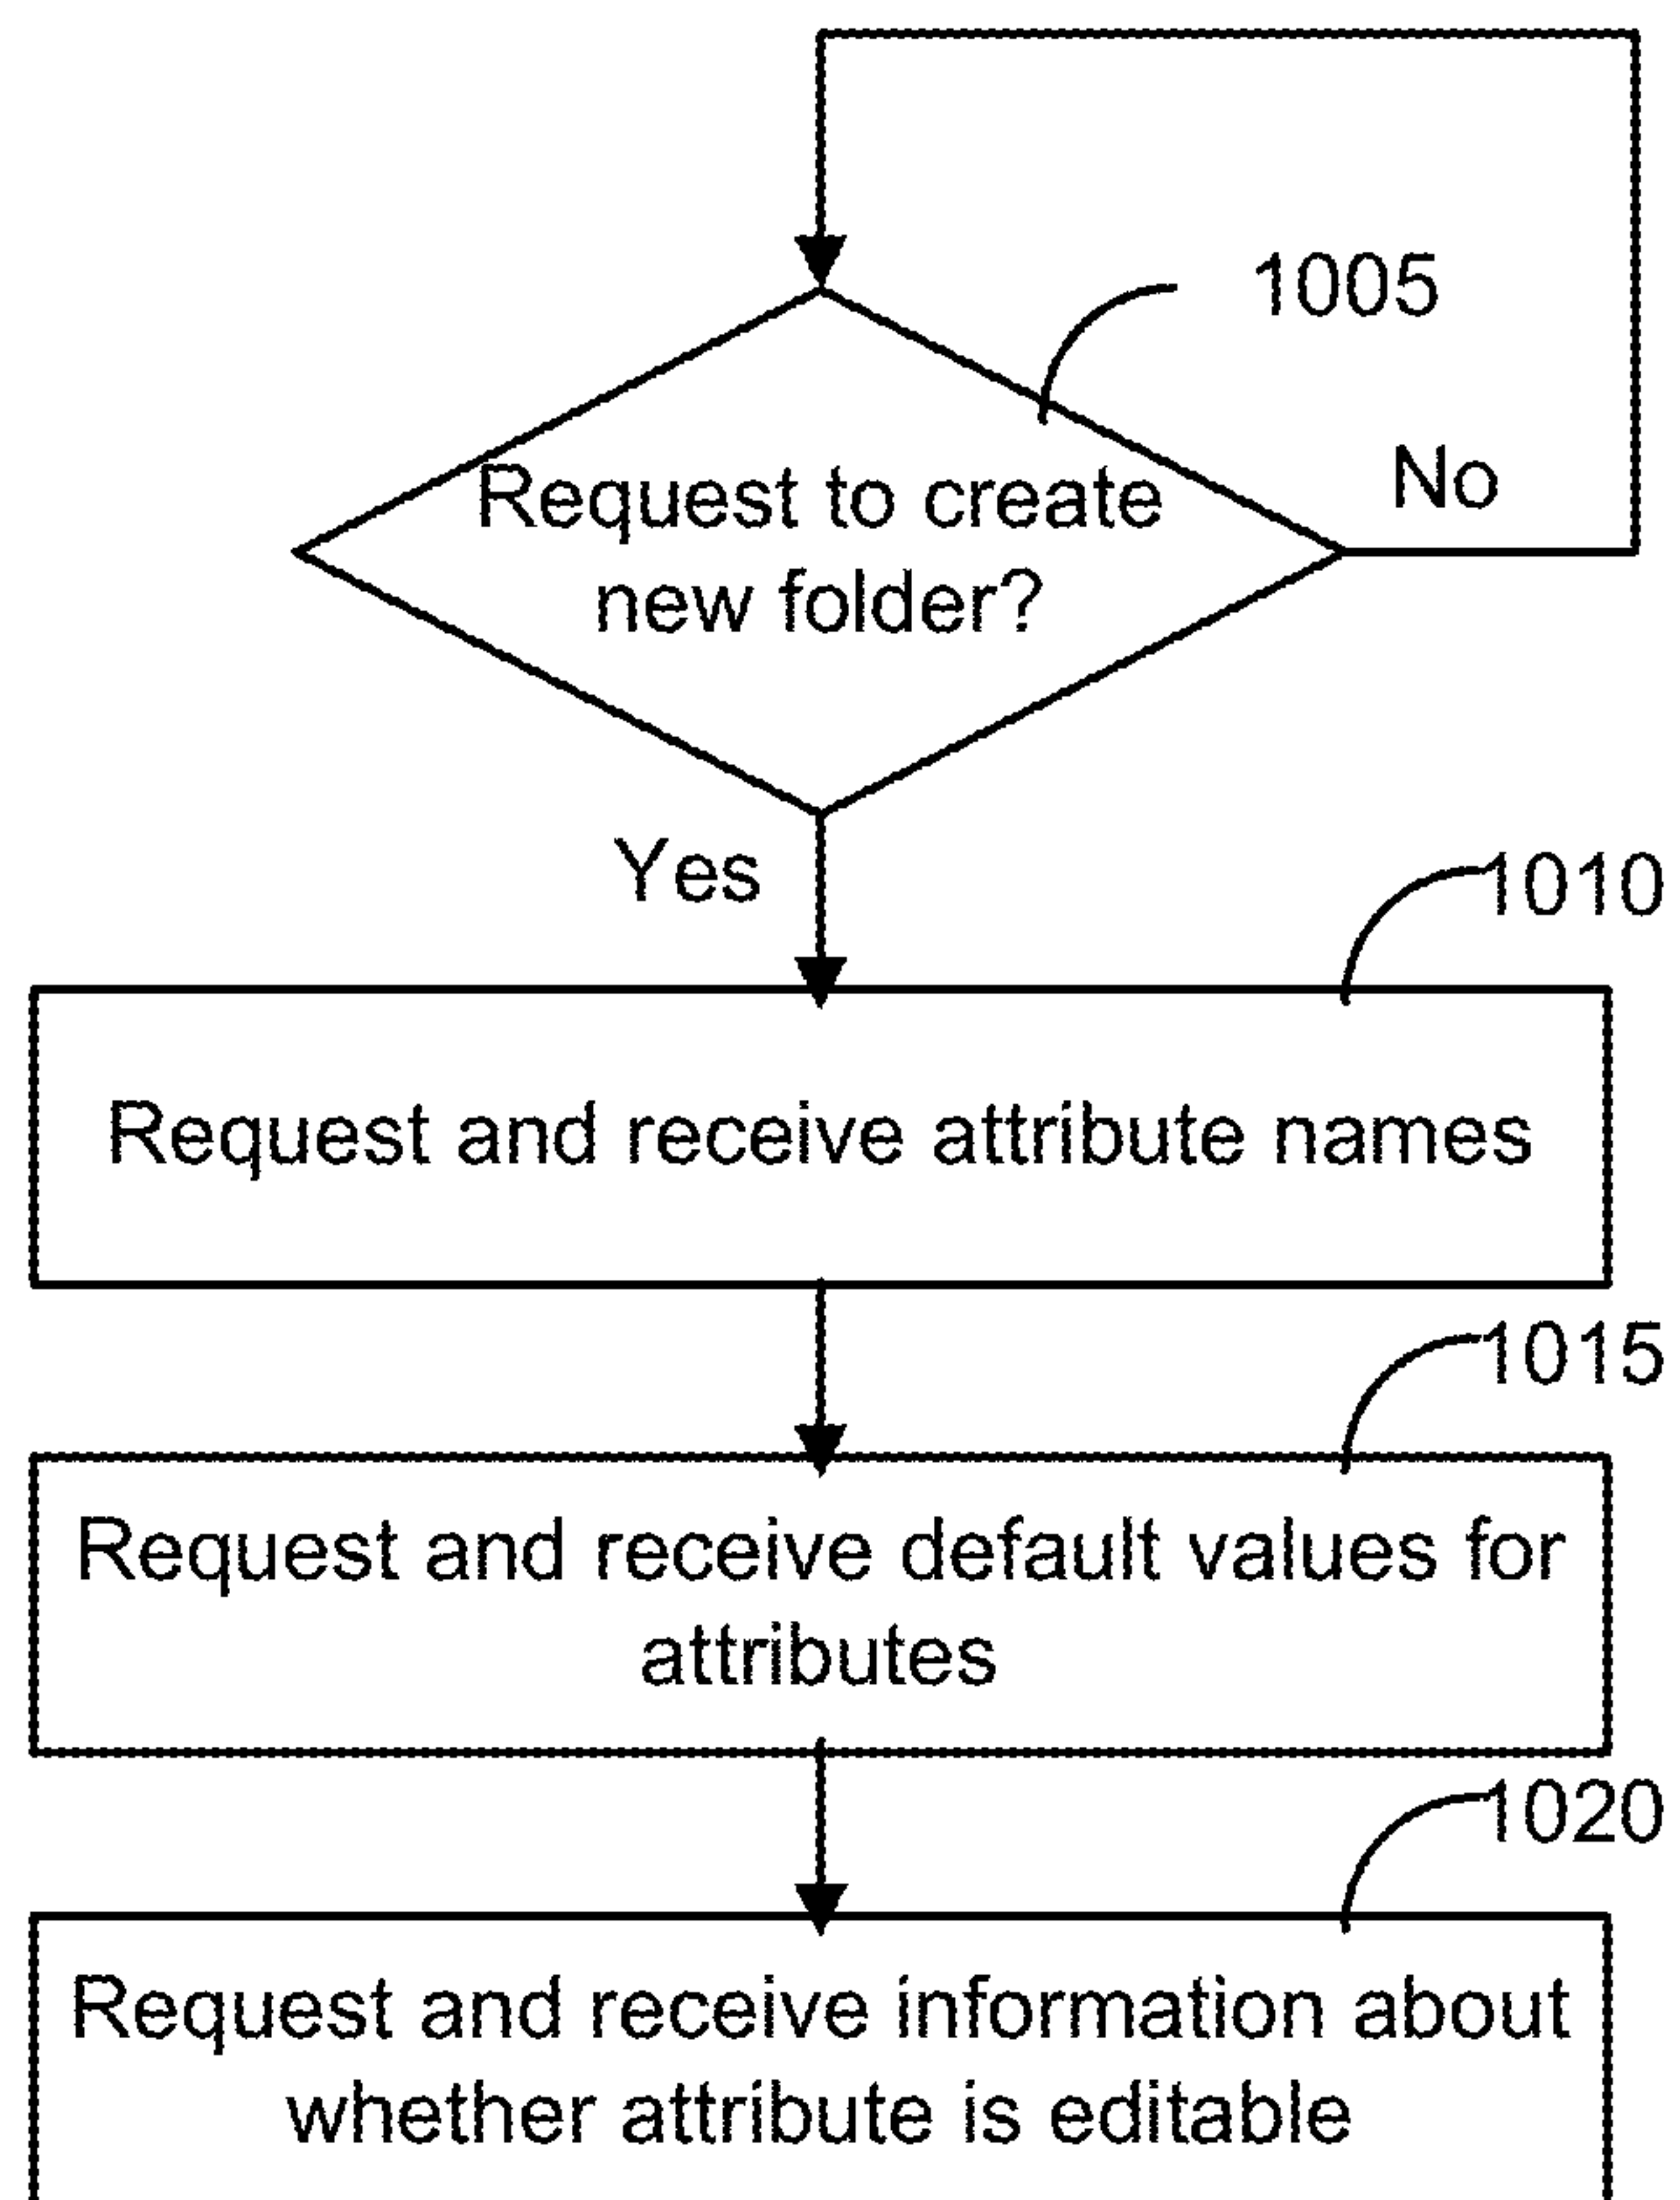 1005
Request to create
new folder?
No
Yes
1010
Request and receive attribute names
1015
Request and receive default values for
attributes
1020
Request and receive information about
whether attribute is editable